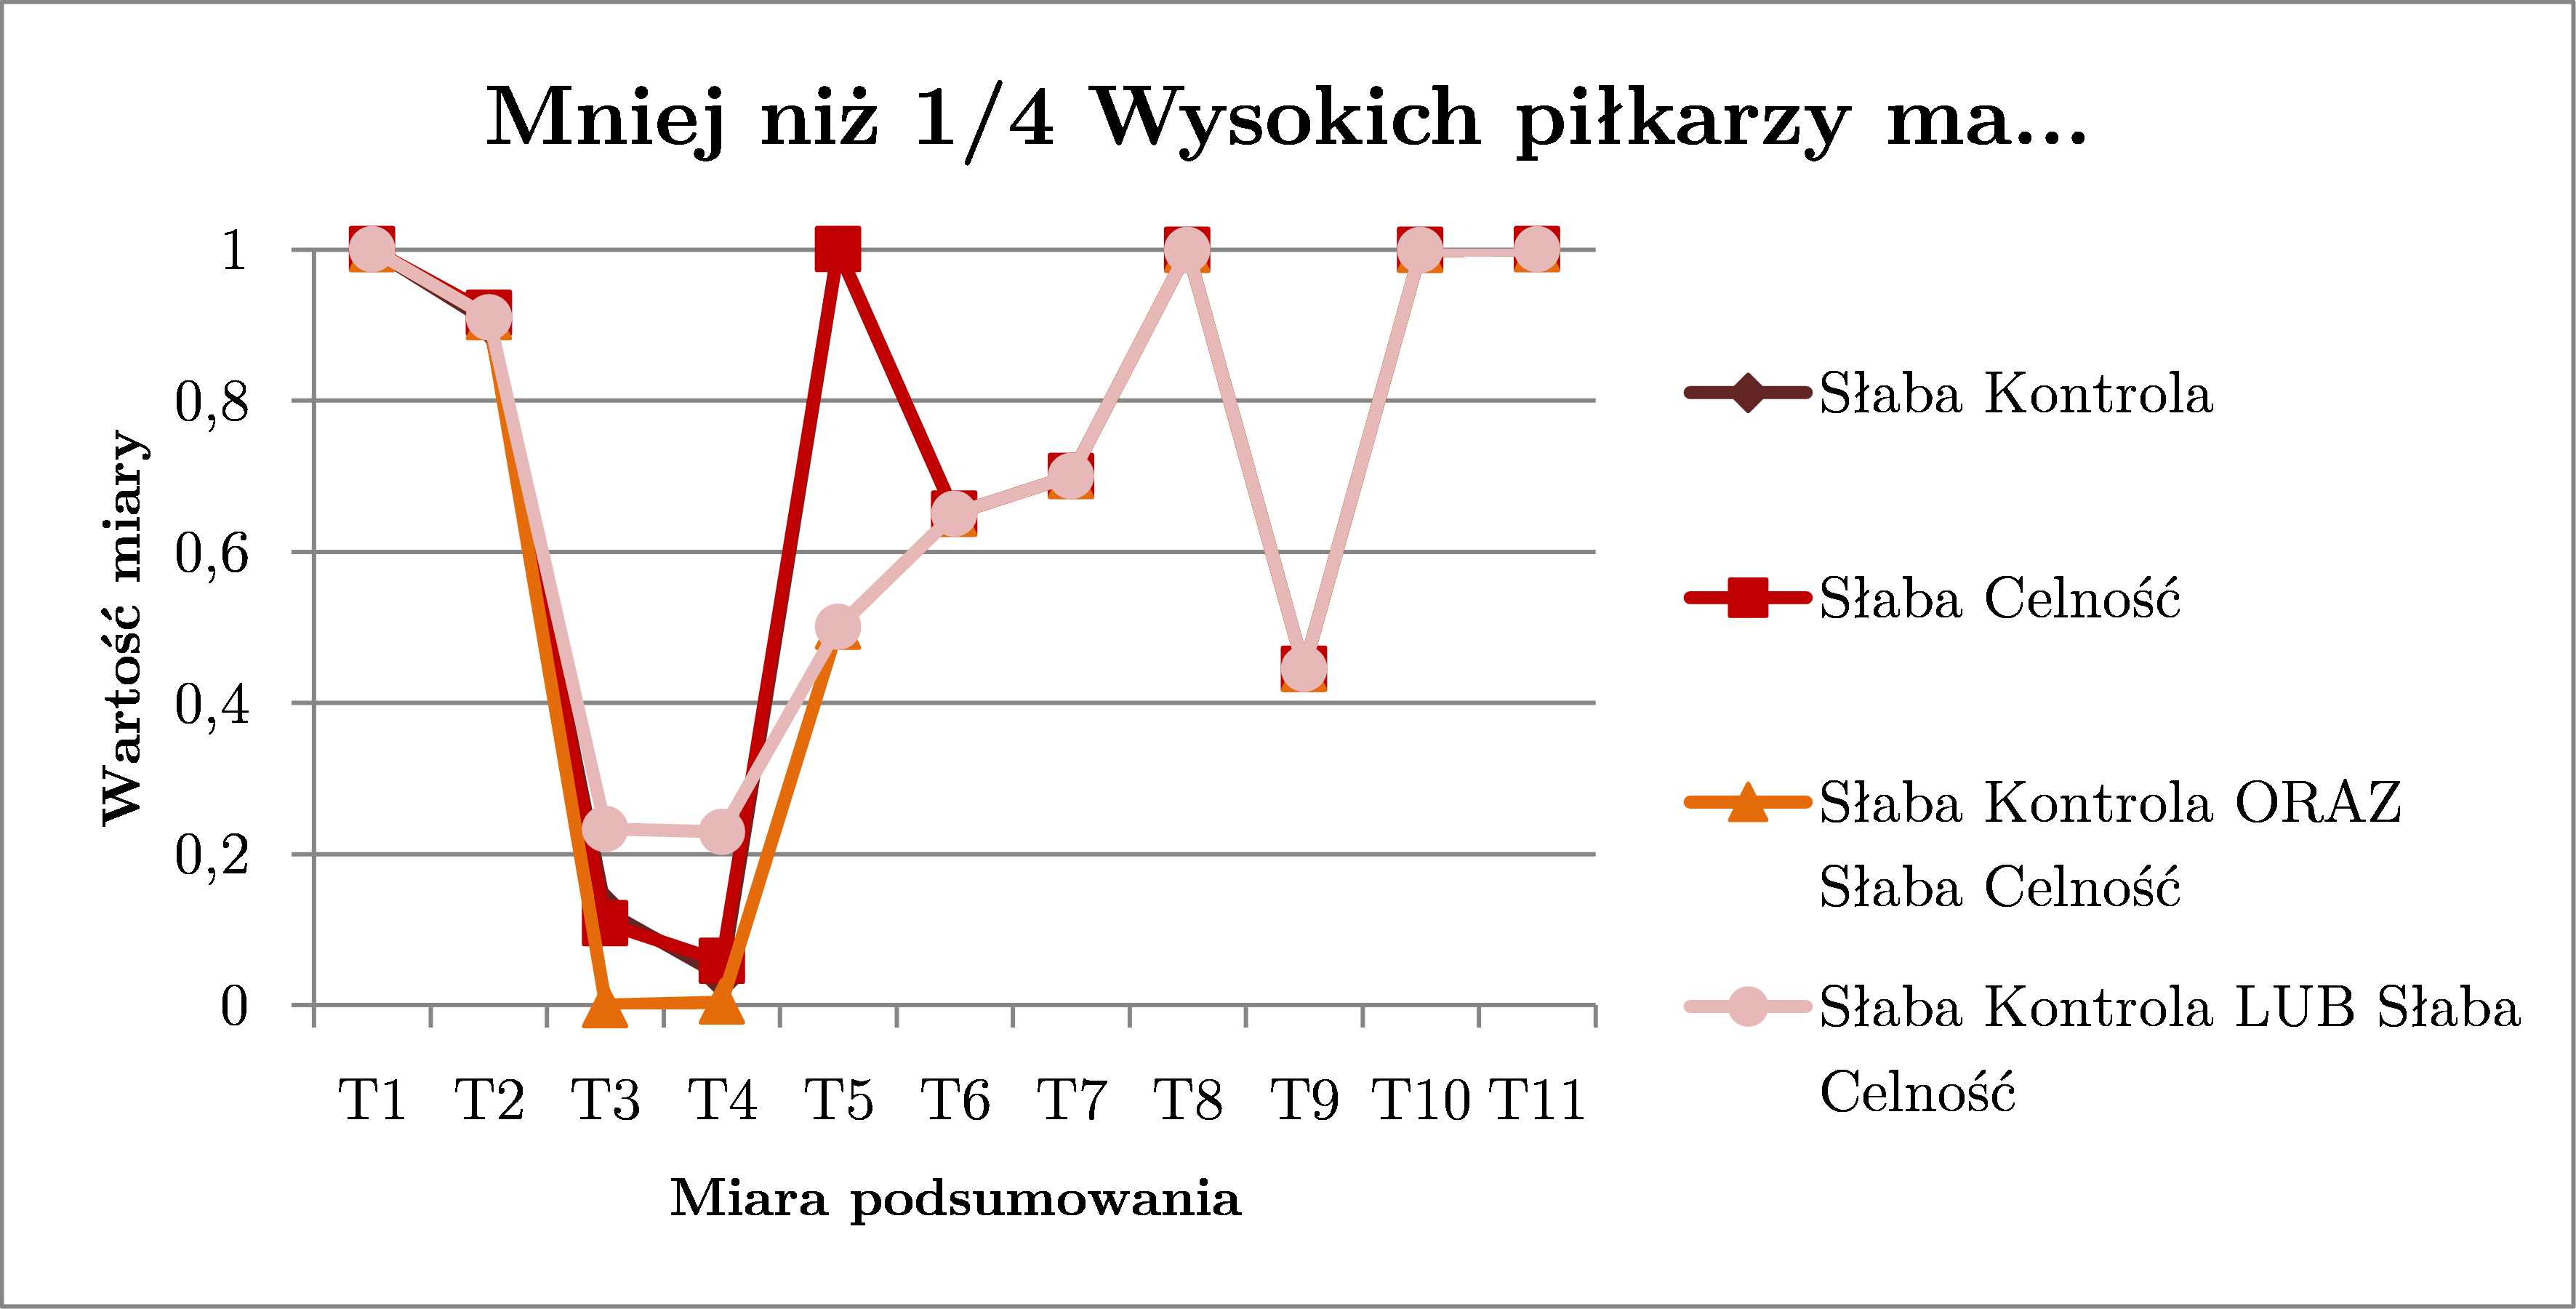 Mniej niż 1/4 Wysokich piłkarzy ma...
1
0,8
0,6
0,4
0,2
0
Wartość miary
T1 T2 T3 T4 T5 T6 T7 T8 T9 T10 T11
Miara podsumowania
Słaba Kontrola
Słaba Celność
Słaba Kontrola ORAZ
Słaba Celność
Słaba Kontrola LUB Słaba
Celność